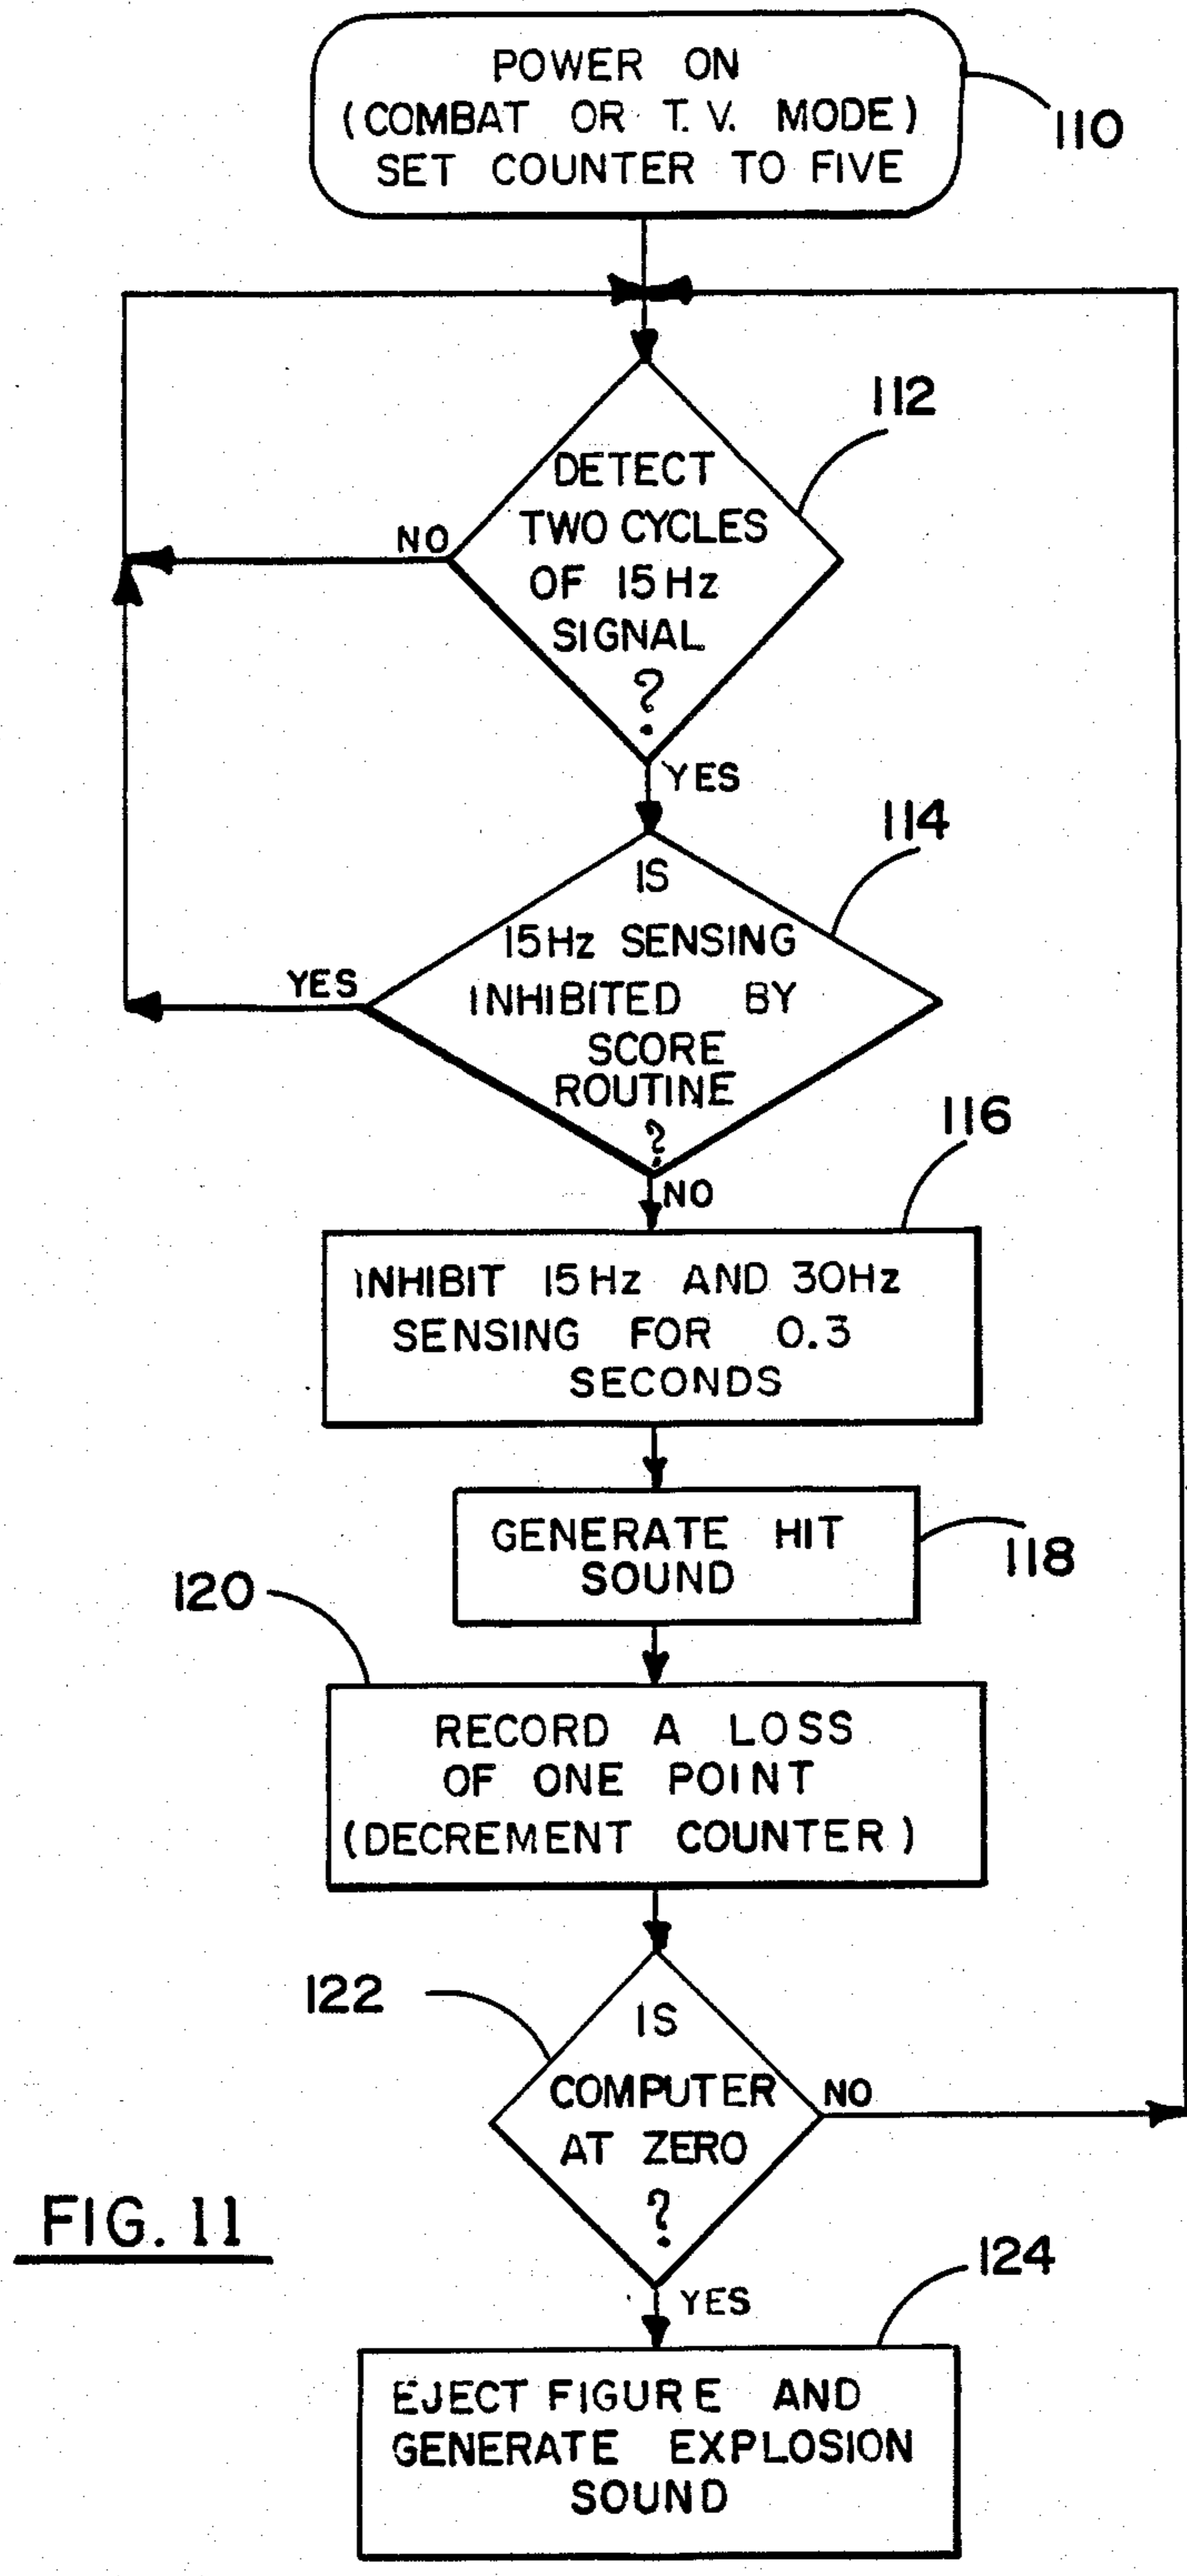 POWER ON
(COMBAT OR T.V. MODE)
SET COUNTER TO FIVE
110
112
DETECT
TWO CYCLES
OF 15Hz
SIGNAL
?
NO
YES
114
IS
15Hz SENSING
INHIBITED BY
SCORE
ROUTINE
?
YES
NO
116
INHIBIT 15Hz AND 30Hz
SENSING FOR 0.3
SECONDS
GENERATE HIT
SOUND
118
120
RECORD A LOSS
OF ONE POINT
(DECREMENT COUNTER)
122
IS
COMPUTER
AT ZERO
?
NO
YES
FIG. 11
124
EJECT FIGURE AND
GENERATE EXPLOSION
SOUND